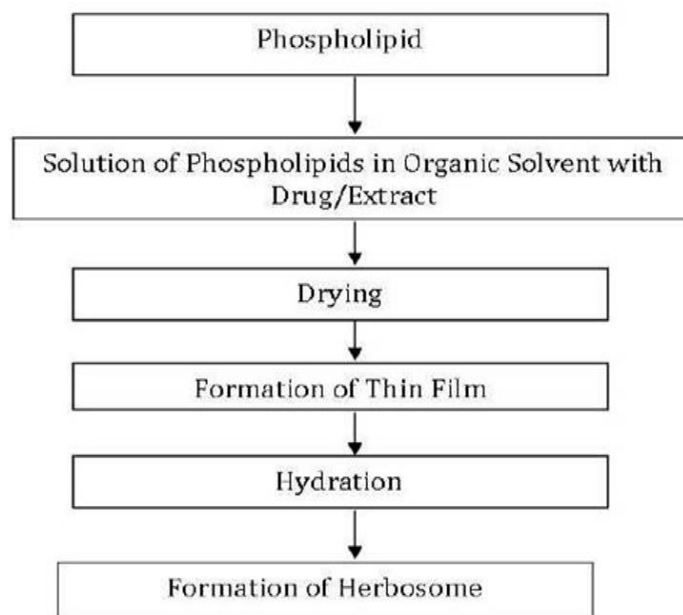 Phospholipid
Solution of Phospholipids in Organic Solvent with
Drug/Extract
Drying
Formation of Thin Film
Hydration
Formation of Herbosome